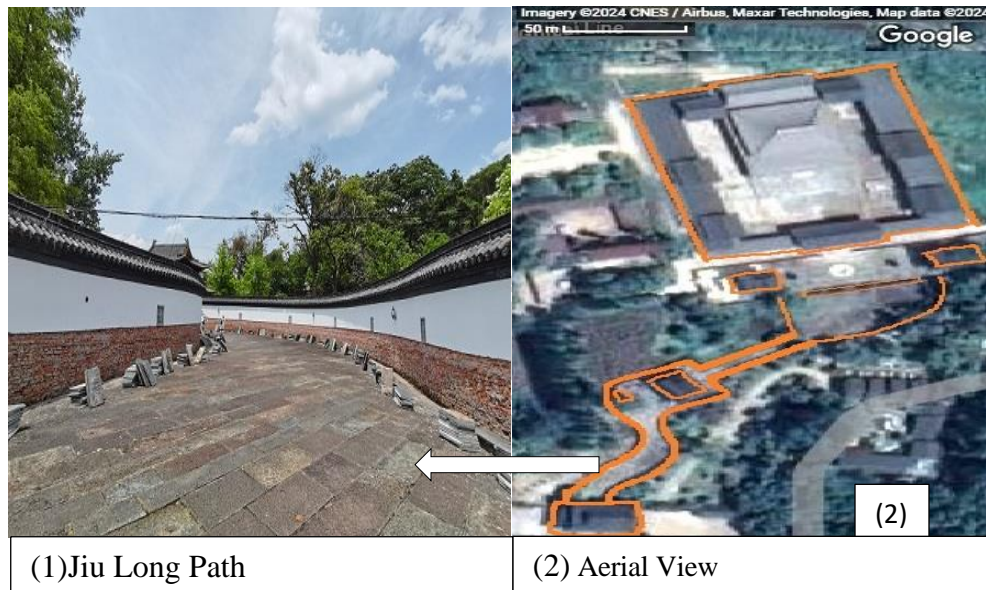 Imagery ©2024 CNES / Airbus, Maxar Technologies, Map data ©2024
50 m
Line
Google
(2)
(1)Jiu Long Path
(2) Aerial View